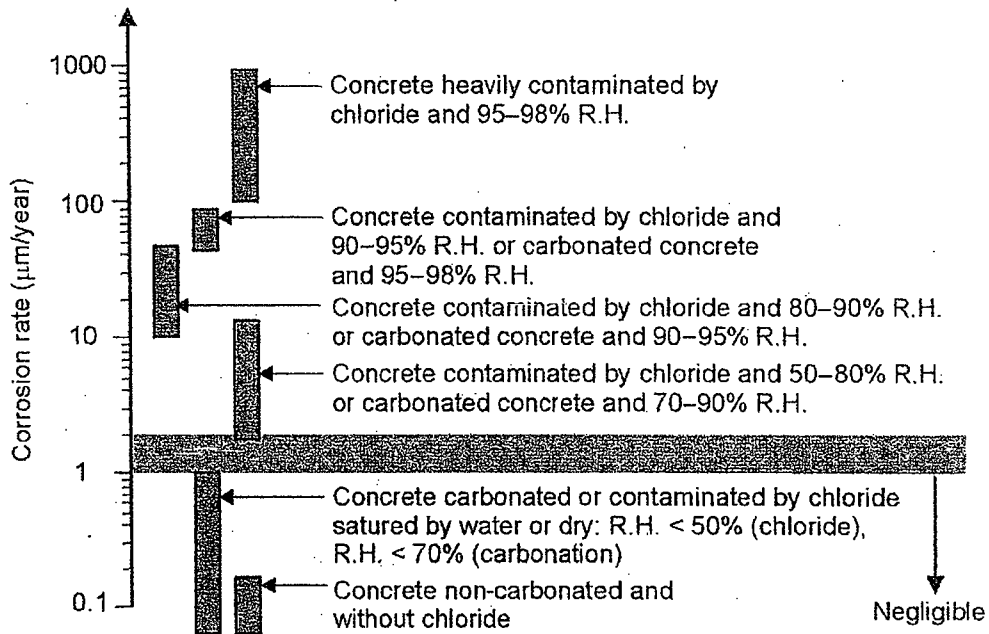 1000
Concrete heavily contaminated by
chloride and 95–98% R.H.
100
Concrete contaminated by chloride and
90–95% R.H. or carbonated concrete
and 95–98% R.H.
Concrete contaminated by chloride and 80–90% R.H.
or carbonated concrete and 90–95% R.H.
10
Concrete contaminated by chloride and 50–80% R.H.
or carbonated concrete and 70–90% R.H.
1
Concrete carbonated or contaminated by chloride
satured by water or dry: R.H. < 50% (chloride),
R.H. < 70% (carbonation)
0.1
Concrete non-carbonated and
without chloride
Negligible
Corrosion rate (μm/year)